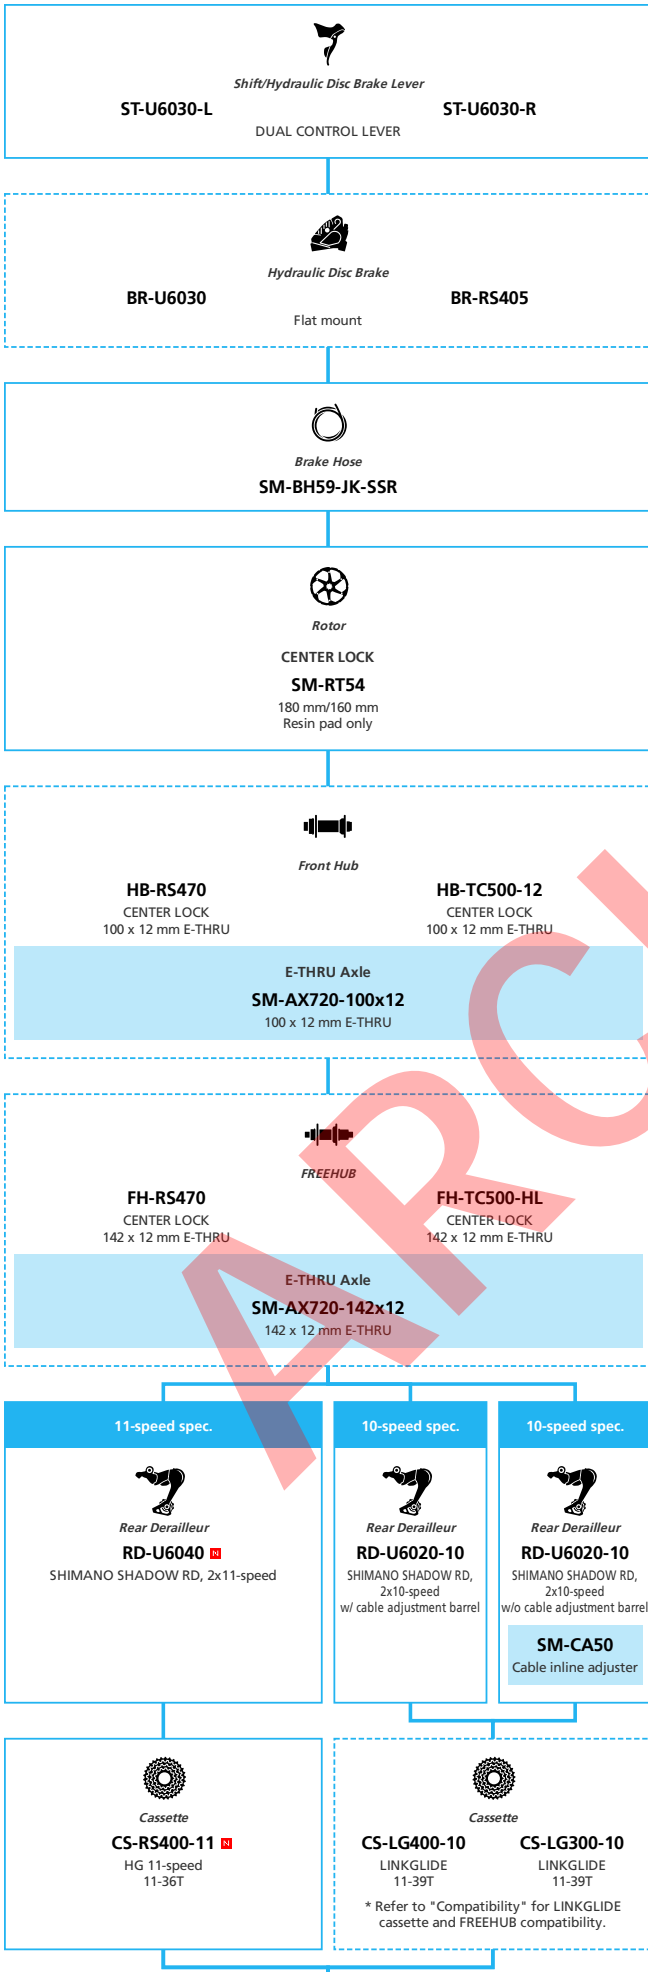 Shift/Hydraulic Disc Brake Lever
ST-U6030-L
ST-U6030-R
DUAL CONTROL LEVER
Hydraulic Disc Brake
BR-U6030
BR-RS405
Flat mount
Brake Hose
SM-BH59-JK-SSR
Rotor
CENTER LOCK
SM-RT54
180 mm/160 mm
Resin pad only
Front Hub
HB-RS470
CENTER LOCK
100 x 12 mm E-THRU
HB-TC500-12
CENTER LOCK
100 x 12 mm E-THRU
E-THRU Axle
SM-AX720-100x12
100 x 12 mm E-THRU
FREEHUB
FH-RS470
CENTER LOCK
142 x 12 mm E-THRU
FH-TC500-HL
CENTER LOCK
142 x 12 mm E-THRU
E-THRU Axle
SM-AX720-142x12
142 x 12 mm E-THRU
11-speed spec.
Rear Derailleur
RD-U6040 N
SHIMANO SHADOW RD, 2x11-speed
10-speed spec.
Rear Derailleur
RD-U6020-10
SHIMANO SHADOW RD,
2x10-speed
w/ cable adjustment barrel
10-speed spec.
Rear Derailleur
RD-U6020-10
SHIMANO SHADOW RD,
2x10-speed
w/o cable adjustment barrel
SM-CA50
Cable inline adjuster
Cassette
CS-RS400-11 N
HG 11-speed
11-36T
Cassette
CS-LG400-10
LINKGLIDE
11-39T
CS-LG300-10
LINKGLIDE
11-39T
* Refer to "Compatibility" for LINKGLIDE
cassette and FREEHUB compatibility.